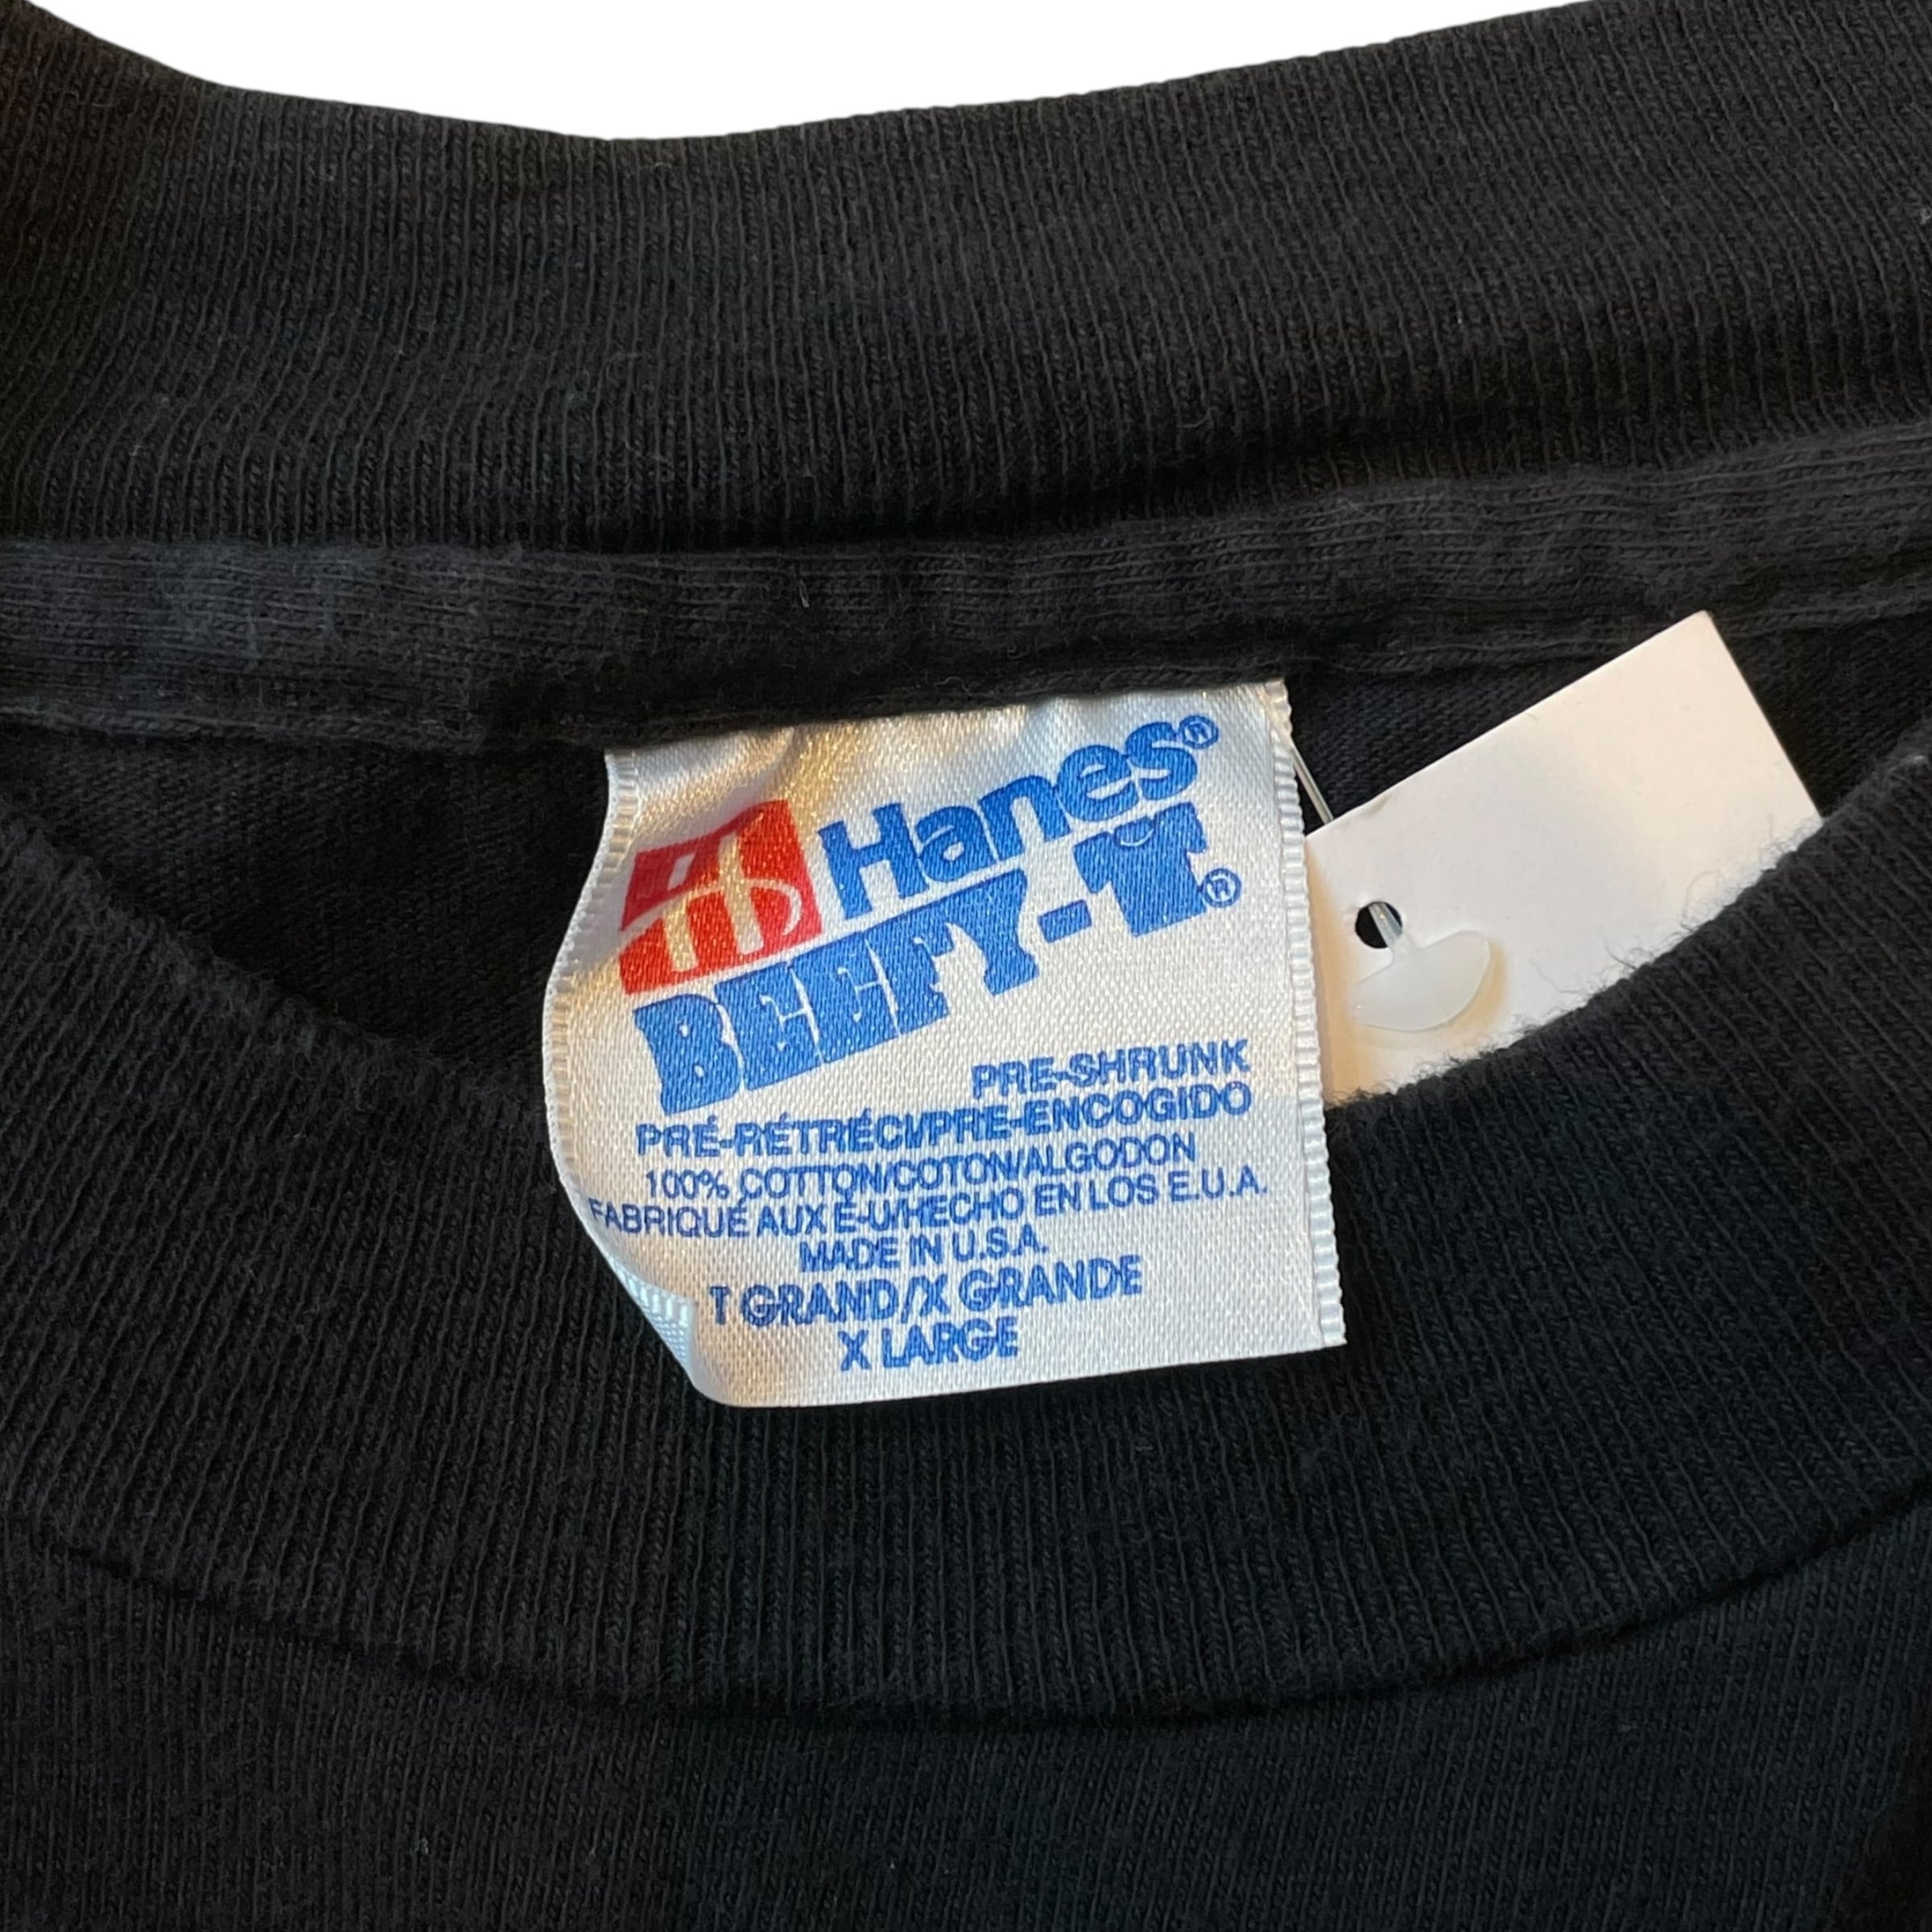 Hanes®
BEEFY-T®
PRE-SHRUNK
PRÉ-RÉTRÉCI/PRE-ENCOGIDO
100% COTTON/COTON/ALGODON
FABRIQUÉ AUX É-U/HECHO EN LOS E.U.A.
MADE IN U.S.A.
T GRAND/X GRANDE
X LARGE